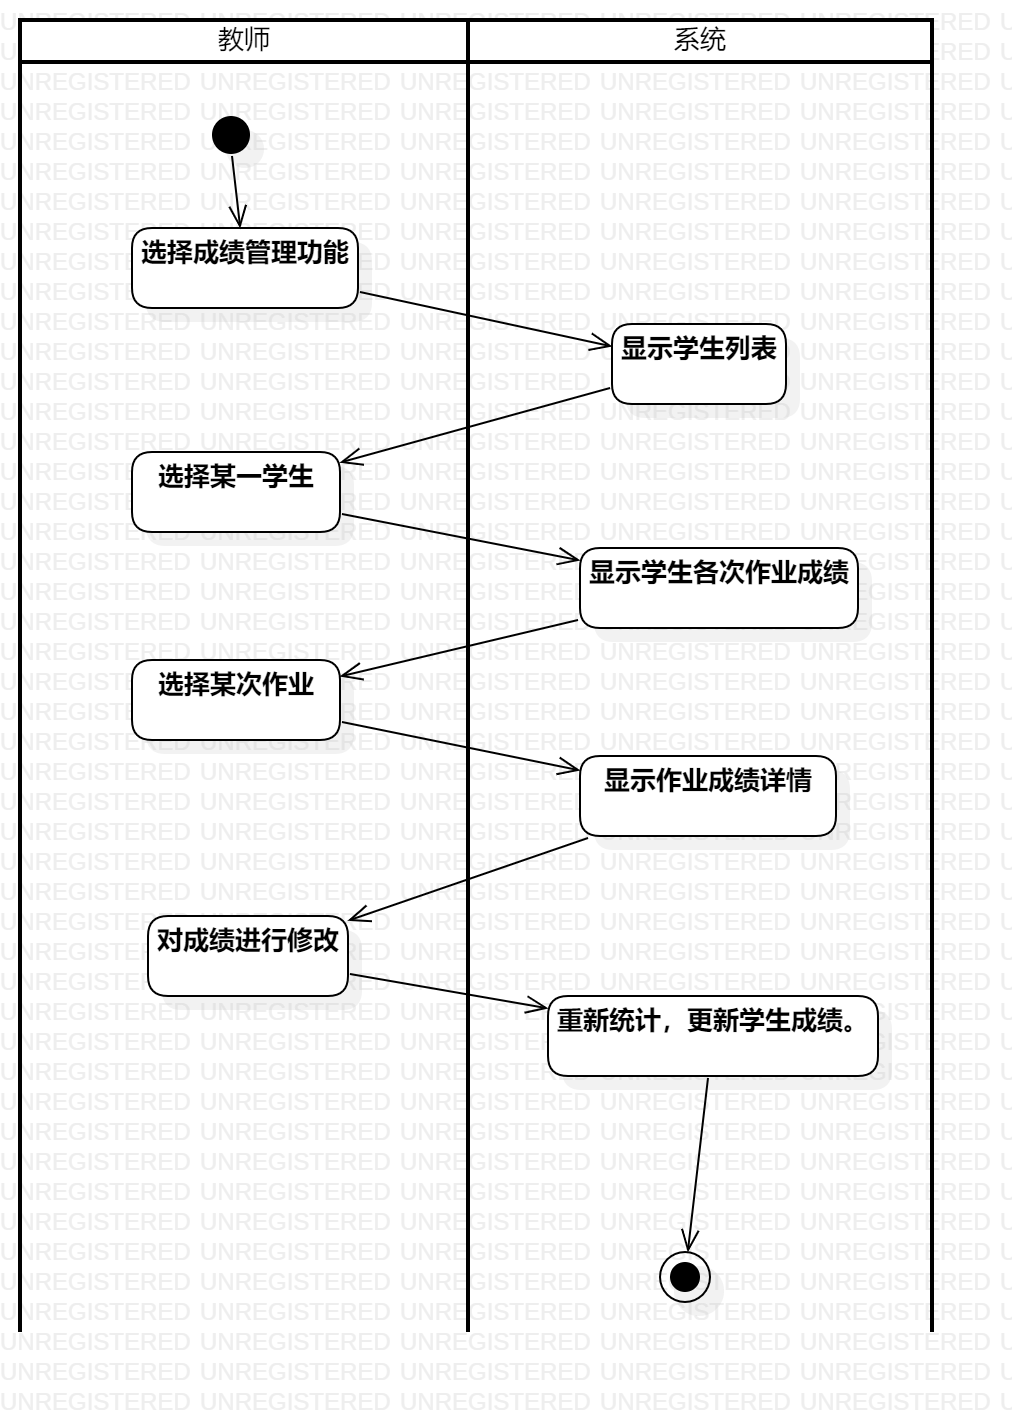 教师
系统
选择成绩管理功能
显示学生列表
选择某一学生
显示学生各次作业成绩
选择某次作业
显示作业成绩详情
对成绩进行修改
重新统计，更新学生成绩。
UNREGISTERED